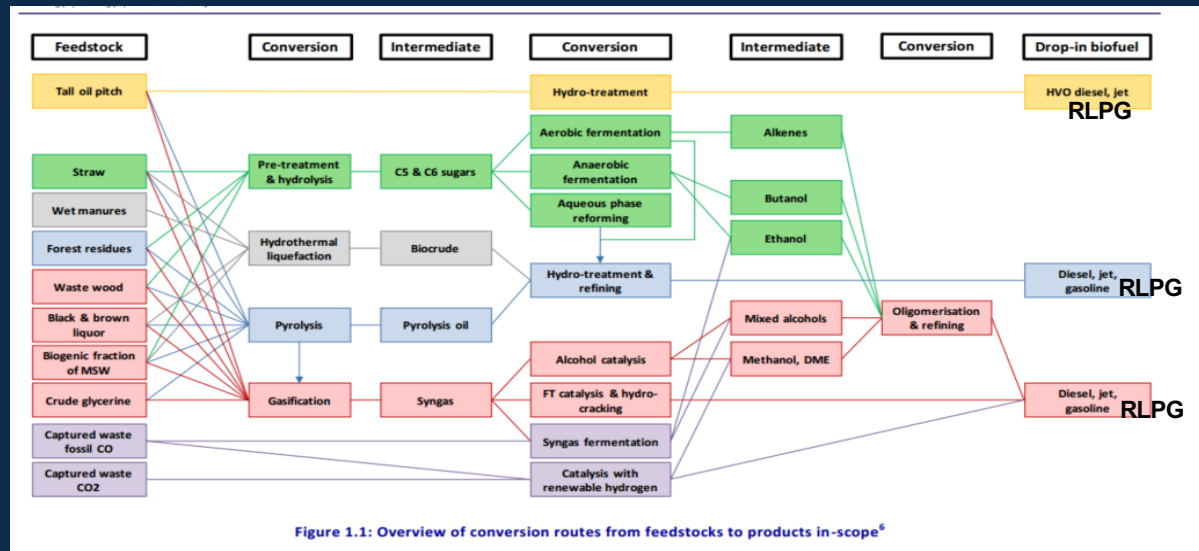 Feedstock
Conversion
Intermediate
Conversion
Intermediate
Conversion
Drop-in biofuel
Tall oil pitch
Hydro-treatment
HVO diesel, jet
RLPG
Aerobic fermentation
Alkenes
Straw
Pre-treatment
& hydrolysis
C5 & C6 sugars
Anaerobic
fermentation
Butanol
Wet manures
Aqueous phase
reforming
Ethanol
Forest residues
Hydrothermal
liquefaction
Biocrude
Hydro-treatment &
refining
Diesel, jet,
gasoline
RLPG
Waste wood
Black & brown
liquor
Pyrolysis
Pyrolysis oil
Mixed alcohols
Oligomerisation
& refining
Biogenic fraction
of MSW
Alcohol catalysis
Methanol, DME
Crude glycerine
Gasification
Syngas
FT catalysis & hydro-
cracking
Diesel, jet,
gasoline
RLPG
Captured waste
fossil CO
Syngas fermentation
Captured waste
CO2
Catalysis with
renewable hydrogen
Figure 1.1: Overview of conversion routes from feedstocks to products in-scope6